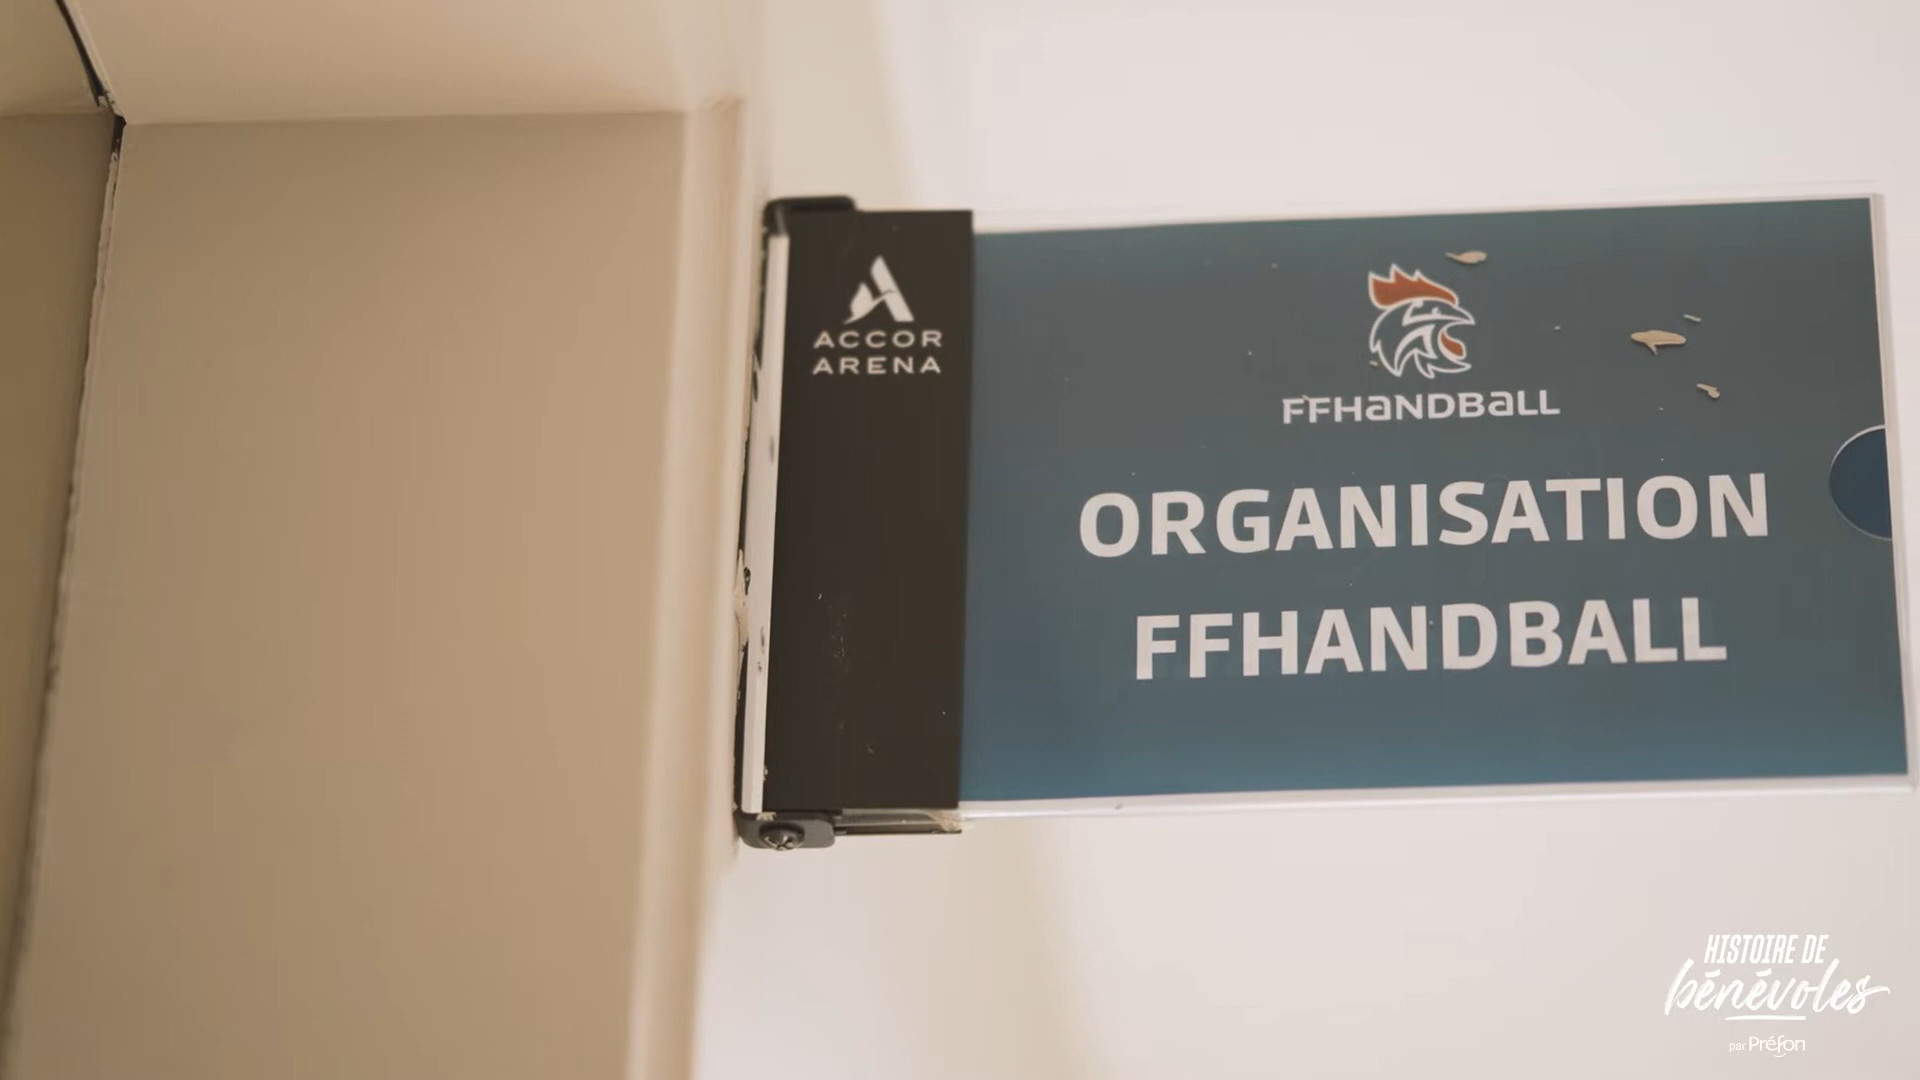 ACCOR
ARENA
FFHaNDBaLL
ORGANISATION
FFHANDBALL
HISTOIRE DE
bénévoles
par Préfon